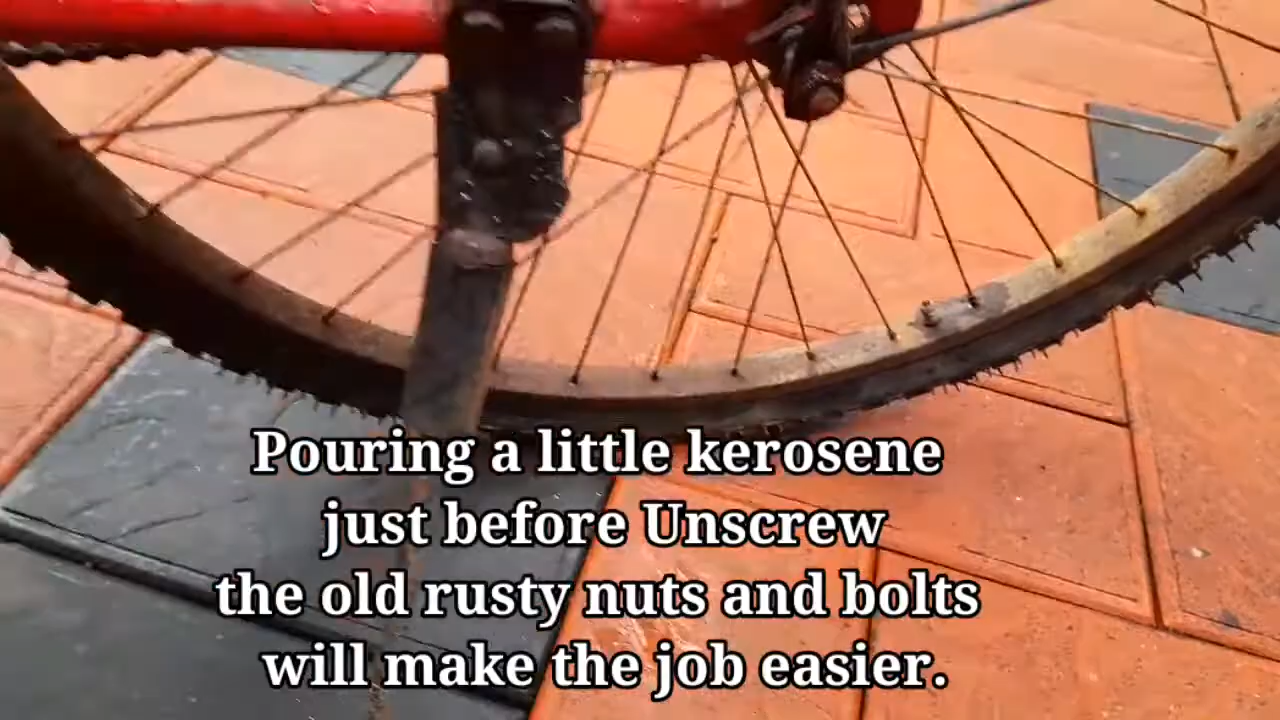 Pouring a little kerosene
just before Unscrew
the old rusty nuts and bolts
will make the job easier.